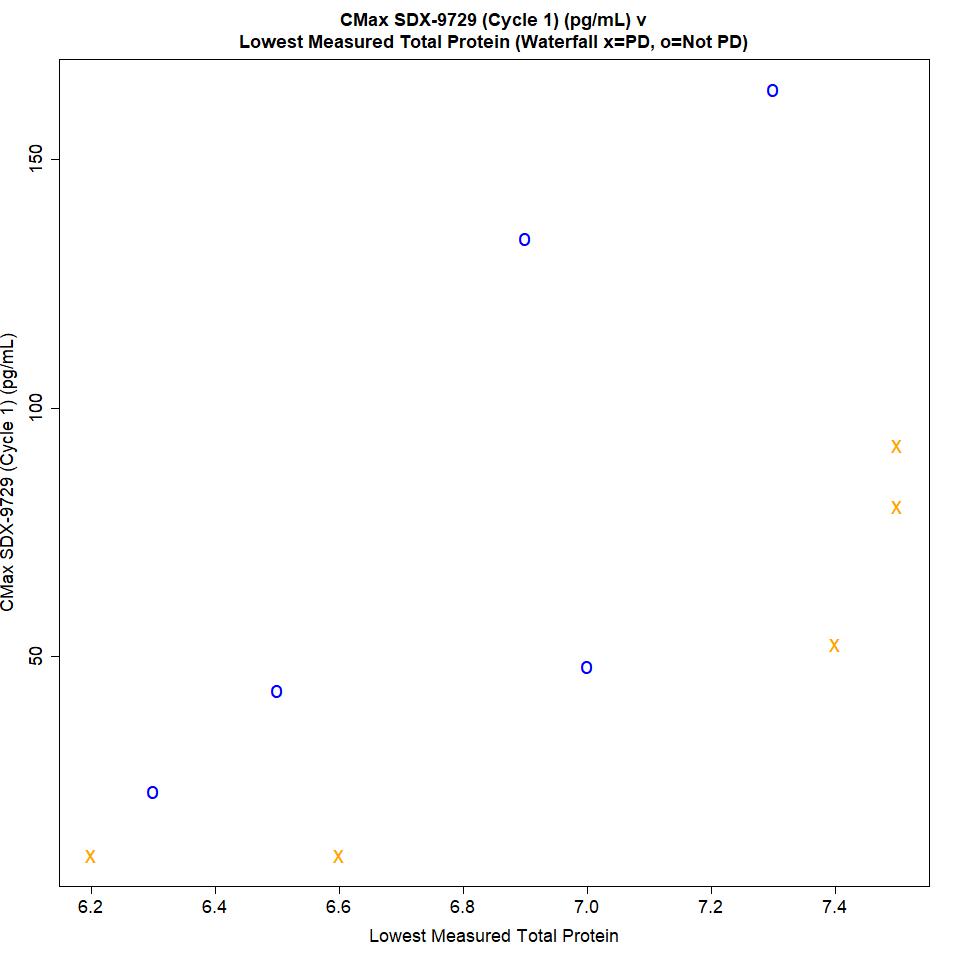 CMax SDX-9729 (Cycle 1) (pg/mL) v
Lowest Measured Total Protein (Waterfall x=PD, o=Not PD)
CMax SDX-9729 (Cycle 1) (pg/mL)
150
100
50
o
o
x
x
x
o
o
o
x
x
6.2 6.4 6.6 6.8 7.0 7.2 7.4
Lowest Measured Total Protein